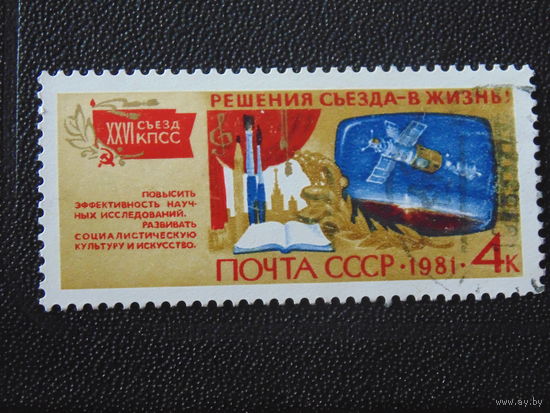 XXVI СЪЕЗД
КПСС
РЕШЕНИЯ СЪЕЗДА-В ЖИЗНЬ!
ПОВЫСИТЬ
ЭФФЕКТИВНОСТЬ НАУЧ-
НЫХ ИССЛЕДОВАНИЙ.
РАЗВИВАТЬ
СОЦИАЛИСТИЧЕСКУЮ
КУЛЬТУРУ И ИСКУССТВО.
ПОЧТА СССР · 1981 · 4 К
www.ay.by